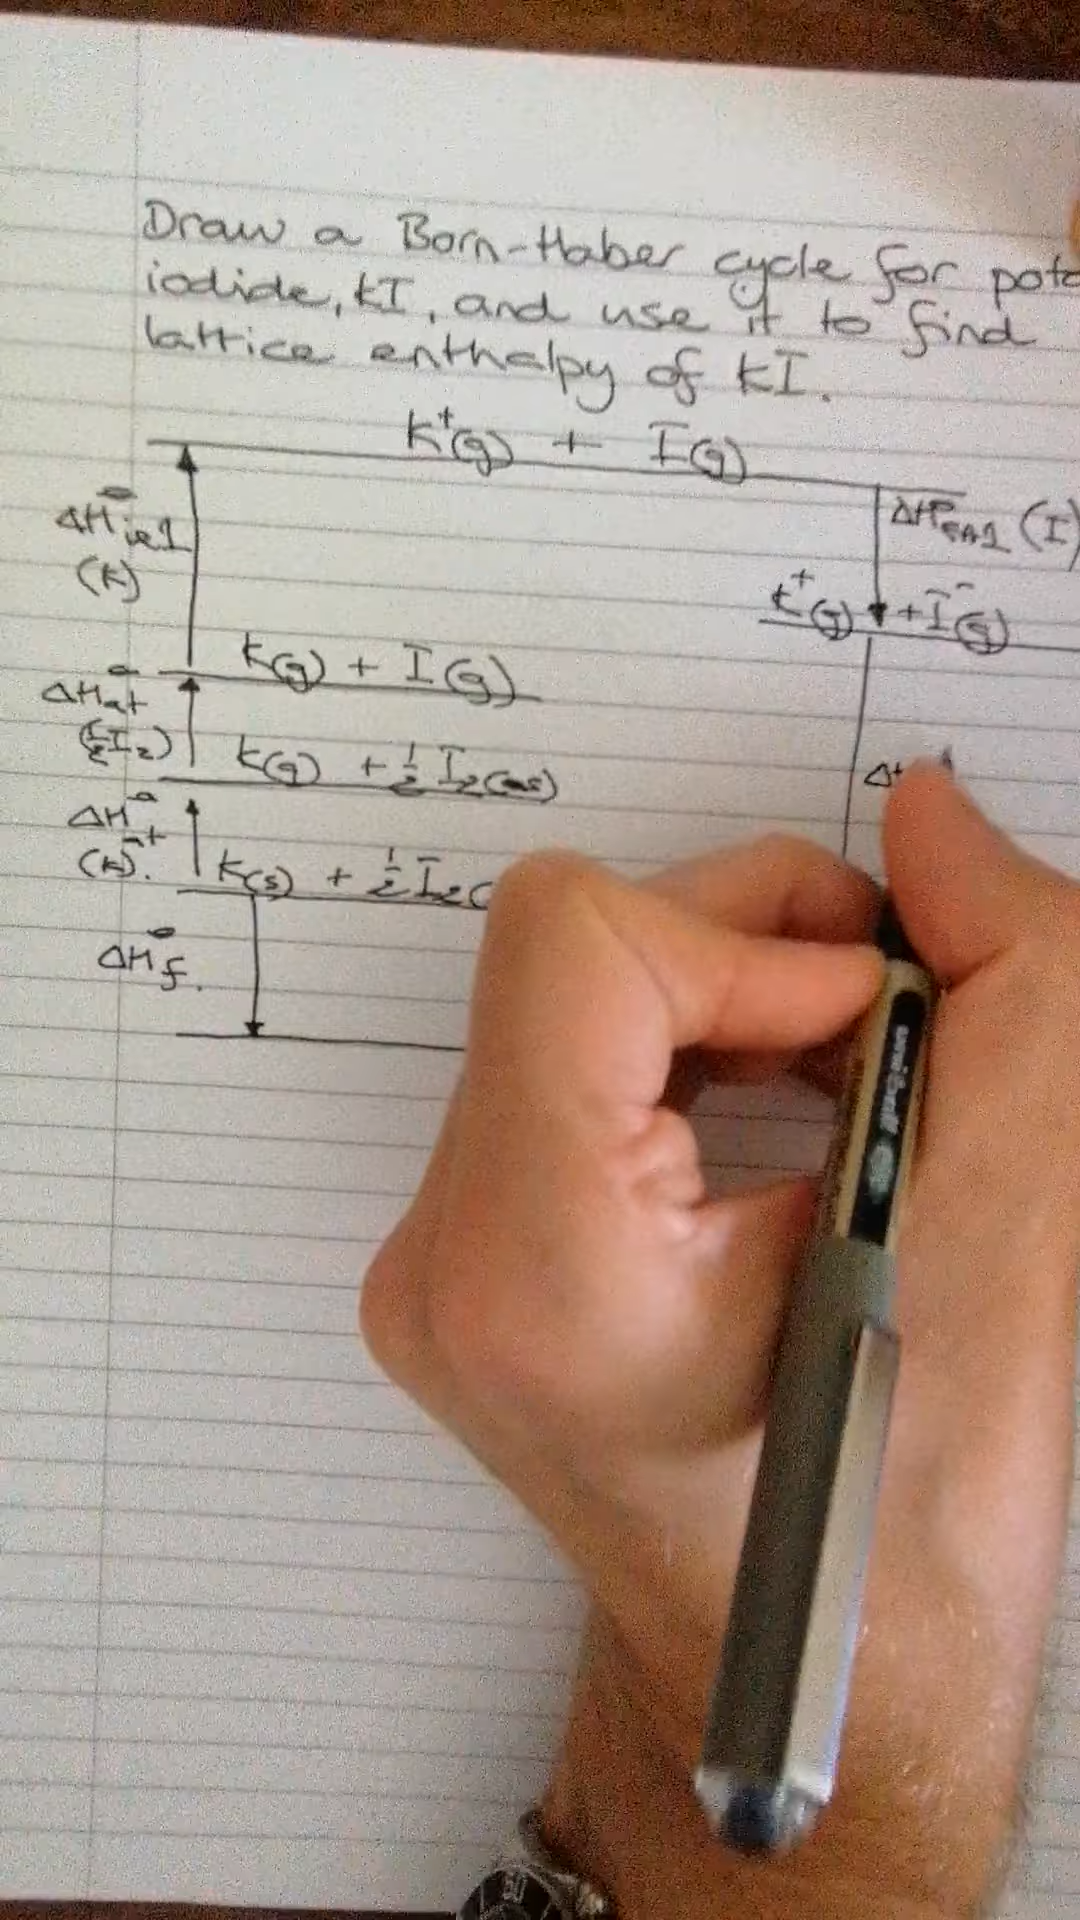 Draw a Born-Haber cycle for
iodide, KI, and use it to find
lattice enthalpy of KI.
K⁺(g) + I(g)
ΔH°ie1
(K)
ΔH°EA1 (I)
K⁺(g) + I⁻(g)
K(g) + I(g)
ΔH°at
(½I₂)
K(g) + ½I₂(s)
ΔH°at
(K).
K(s) + ½I₂(
ΔH°f.
uniball